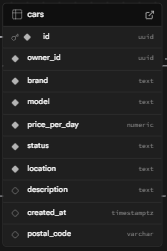 cars
id uuid
owner_id uuid
brand text
model text
price_per_day numeric
status text
location text
description text
created_at timestamptz
postal_code varchar